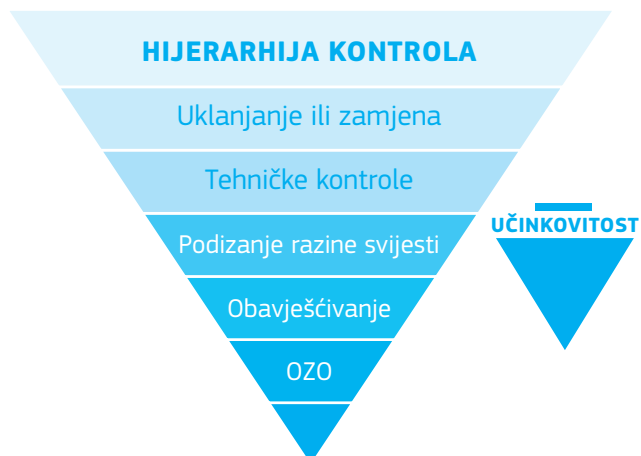 HIJERARHIJA KONTROLA
Uklanjanje ili zamjena
Tehničke kontrole
Podizanje razine svijesti
Obavješćivanje
OZO
UČINKOVITOST